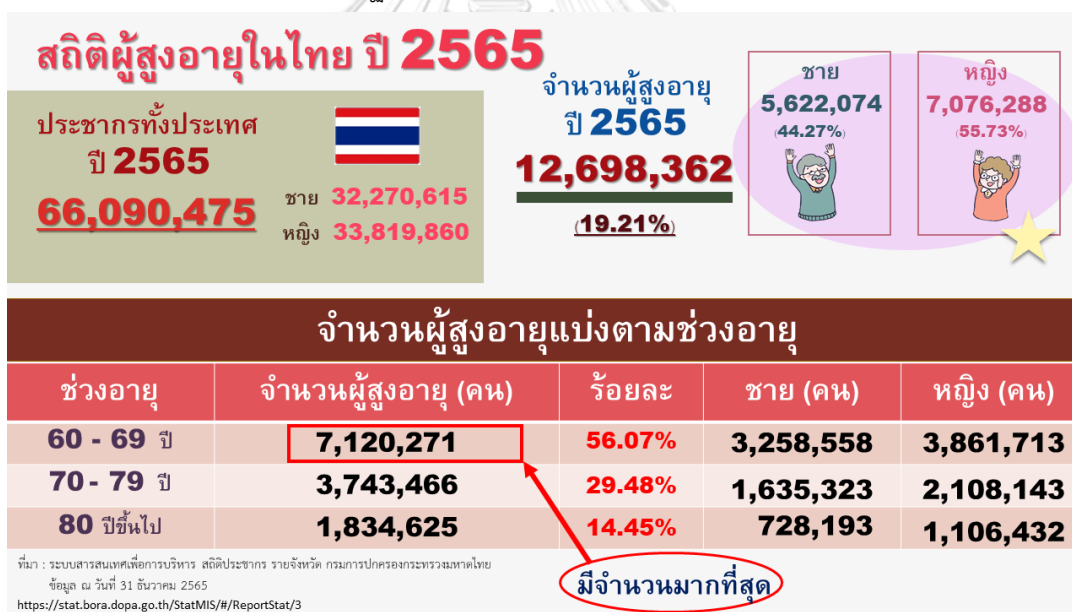 สถิติผู้สูงอายุในไทย ปี 2565
ประชากรทั้งประเทศ
ปี 2565
66,090,475
ชาย 32,270,615
หญิง 33,819,860
จำนวนผู้สูงอายุ
ปี 2565
12,698,362
(19.21%)
ชาย
5,622,074
(44.27%)
หญิง
7,076,288
(55.73%)
จำนวนผู้สูงอายุแบ่งตามช่วงอายุ
ช่วงอายุ จำนวนผู้สูงอายุ (คน) ร้อยละ ชาย (คน) หญิง (คน)
60 - 69 ปี 7,120,271 56.07% 3,258,558 3,861,713
70 - 79 ปี 3,743,466 29.48% 1,635,323 2,108,143
80 ปีขึ้นไป 1,834,625 14.45% 728,193 1,106,432
มีจำนวนมากที่สุด
ที่มา : ระบบสารสนเทศเพื่อการบริหาร สถิติประชากร รายจังหวัด กรมการปกครองกระทรวงมหาดไทย
ข้อมูล ณ วันที่ 31 ธันวาคม 2565
https://stat.bora.dopa.go.th/StatMIS/#/ReportStat/3